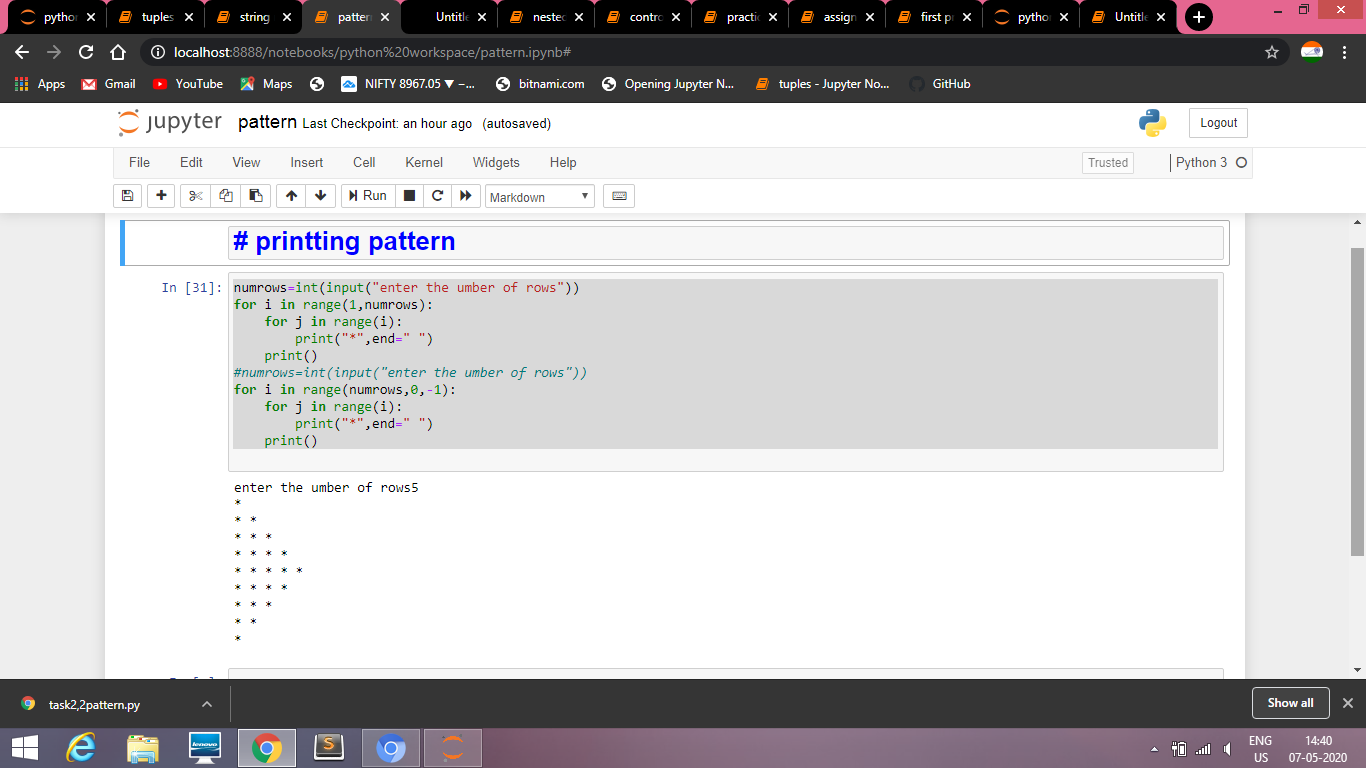 pytho tuples string patter Untitle neste contro practi assign first pr pytho Untitle
localhost:8888/notebooks/python%20workspace/pattern.ipynb#
Apps Gmail YouTube Maps NIFTY 8967.05 ▼ –... bitnami.com Opening Jupyter N... tuples - Jupyter No... GitHub
jupyter pattern Last Checkpoint: an hour ago (autosaved) Logout
File Edit View Insert Cell Kernel Widgets Help Trusted Python 3
Run Markdown
# printting pattern
In [31]: numrows=int(input("enter the umber of rows"))
for i in range(1,numrows):
    for j in range(i):
        print("*",end=" ")
    print()
#numrows=int(input("enter the umber of rows"))
for i in range(numrows,0,-1):
    for j in range(i):
        print("*",end=" ")
    print()
enter the umber of rows5
*
* *
* * *
* * * *
* * * * *
* * * *
* * *
* *
*
task2,2pattern.py Show all
lenovo S ENG 14:40
US 07-05-2020